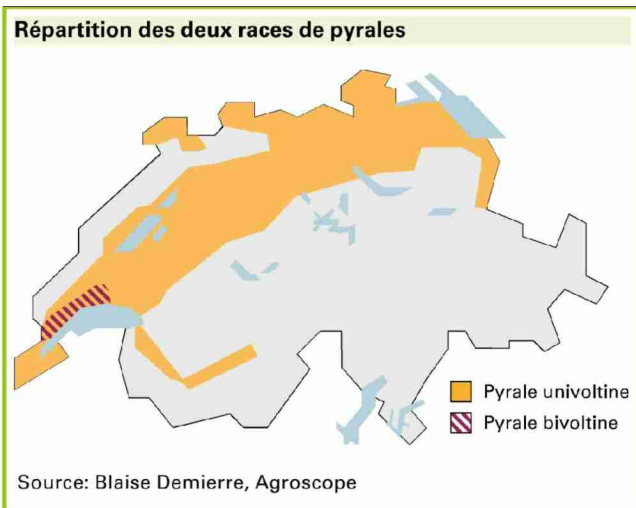 Répartition des deux races de pyrales
Pyrale univoltine
Pyrale bivoltine
Source: Blaise Demierre, Agroscope